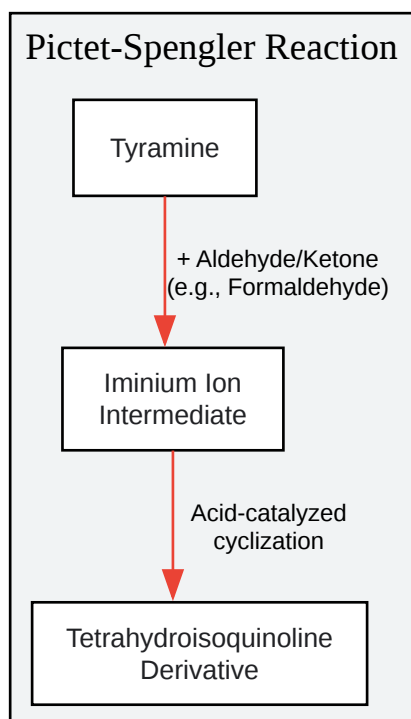 Pictet-Spengler Reaction
Tyramine
+ Aldehyde/Ketone
(e.g., Formaldehyde)
Iminium Ion
Intermediate
Acid-catalyzed
cyclization
Tetrahydroisoquinoline
Derivative